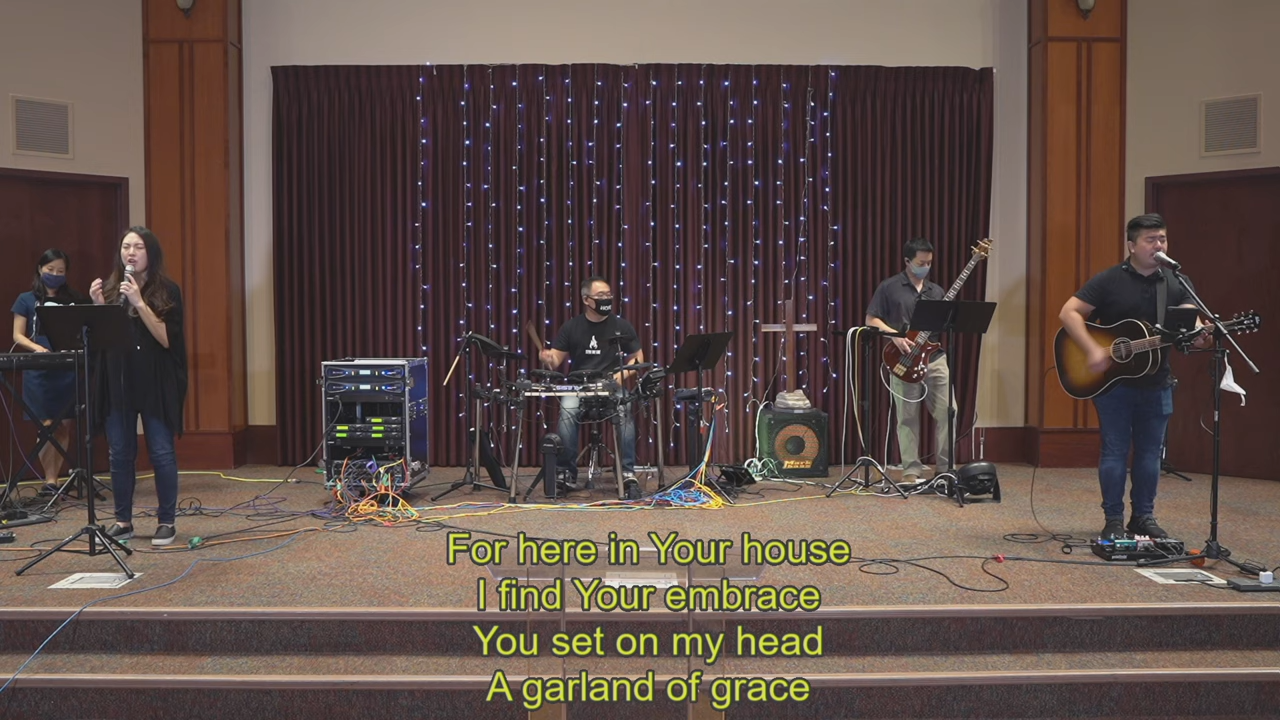 For here in Your house
I find Your embrace
You set on my head
A garland of grace